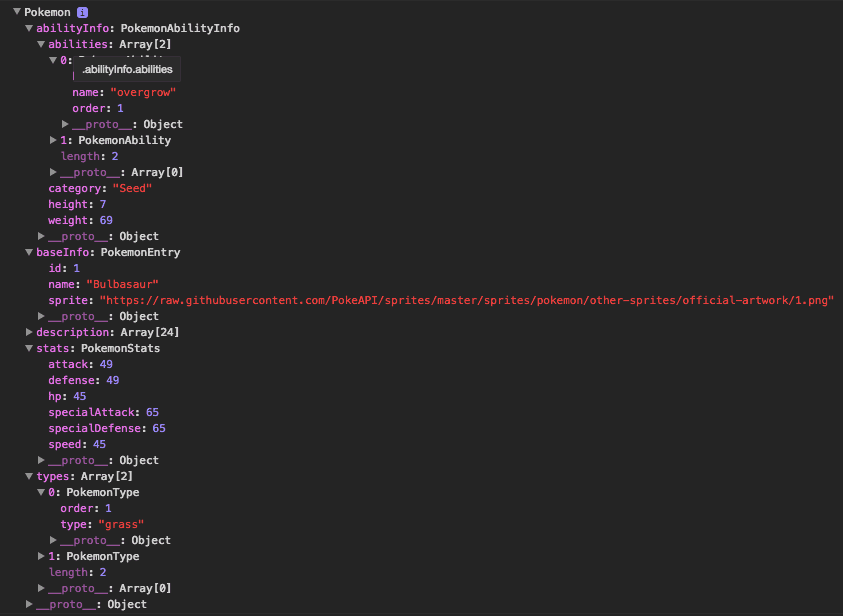 Pokemon i
abilityInfo: PokemonAbilityInfo
abilities: Array[2]
0:
.abilityInfo.abilities
name: "overgrow"
order: 1
__proto__: Object
1: PokemonAbility
length: 2
__proto__: Array[0]
category: "Seed"
height: 7
weight: 69
__proto__: Object
baseInfo: PokemonEntry
id: 1
name: "Bulbasaur"
sprite: "https://raw.githubusercontent.com/PokeAPI/sprites/master/sprites/pokemon/other-sprites/official-artwork/1.png"
__proto__: Object
description: Array[24]
stats: PokemonStats
attack: 49
defense: 49
hp: 45
specialAttack: 65
specialDefense: 65
speed: 45
__proto__: Object
types: Array[2]
0: PokemonType
order: 1
type: "grass"
__proto__: Object
1: PokemonType
length: 2
__proto__: Array[0]
__proto__: Object